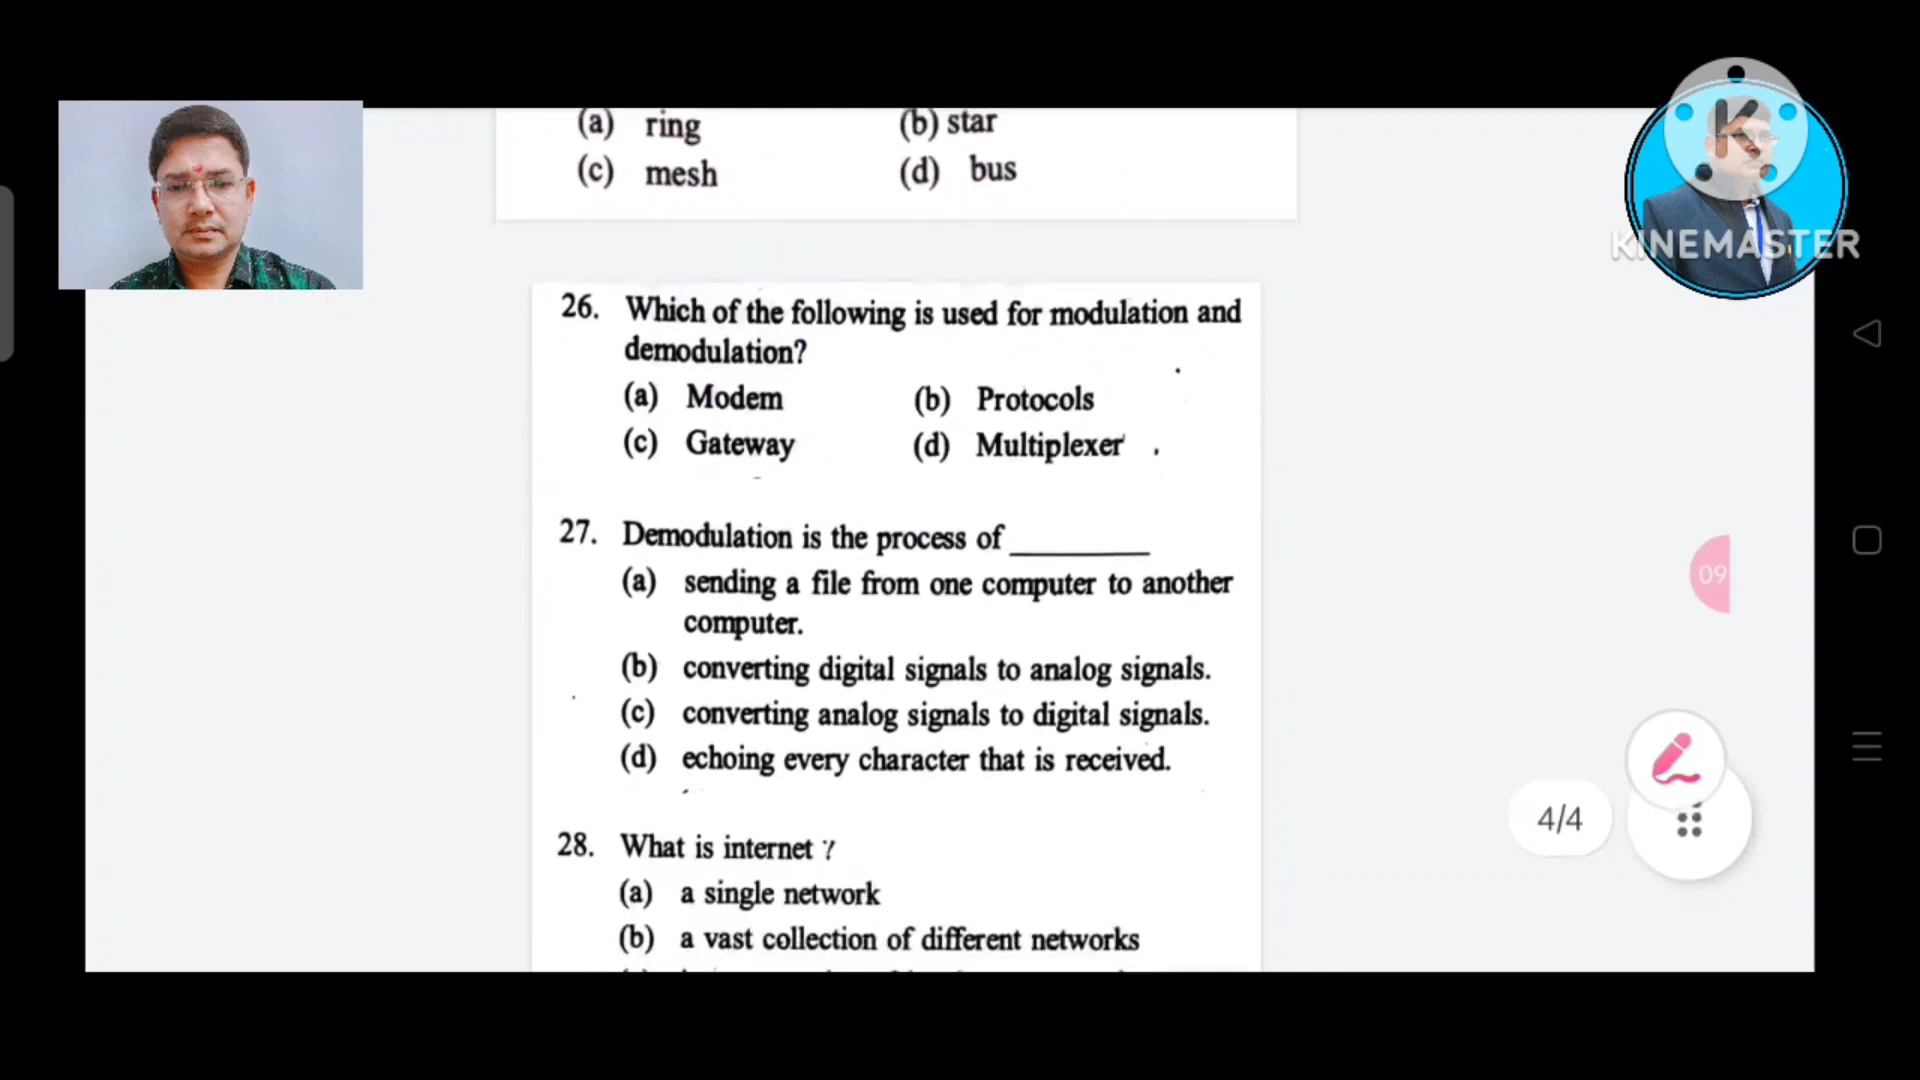 (a) ring (b) star
(c) mesh (d) bus
KINEMASTER
26. Which of the following is used for modulation and
demodulation?
(a) Modem (b) Protocols
(c) Gateway (d) Multiplexer
27. Demodulation is the process of __________
(a) sending a file from one computer to another
computer.
(b) converting digital signals to analog signals.
(c) converting analog signals to digital signals.
(d) echoing every character that is received.
09
4/4
28. What is internet ?
(a) a single network
(b) a vast collection of different networks